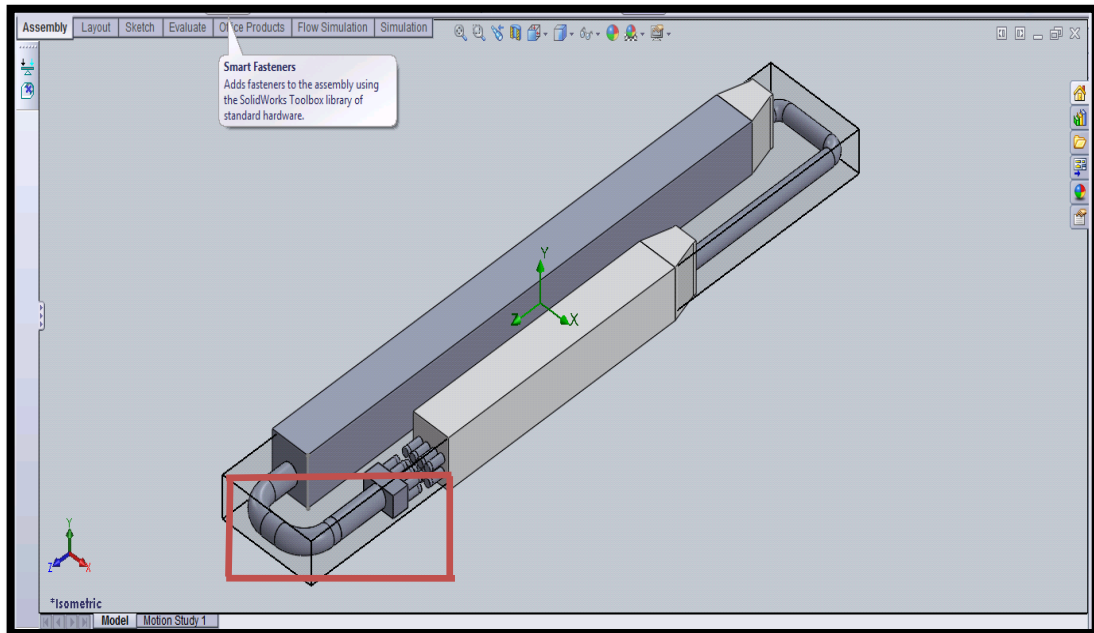 Assembly Layout Sketch Evaluate Office Products Flow Simulation Simulation
Smart Fasteners
Adds fasteners to the assembly using
the SolidWorks Toolbox library of
standard hardware.
Y
Z X
Y
Z X
*Isometric
Model Motion Study 1